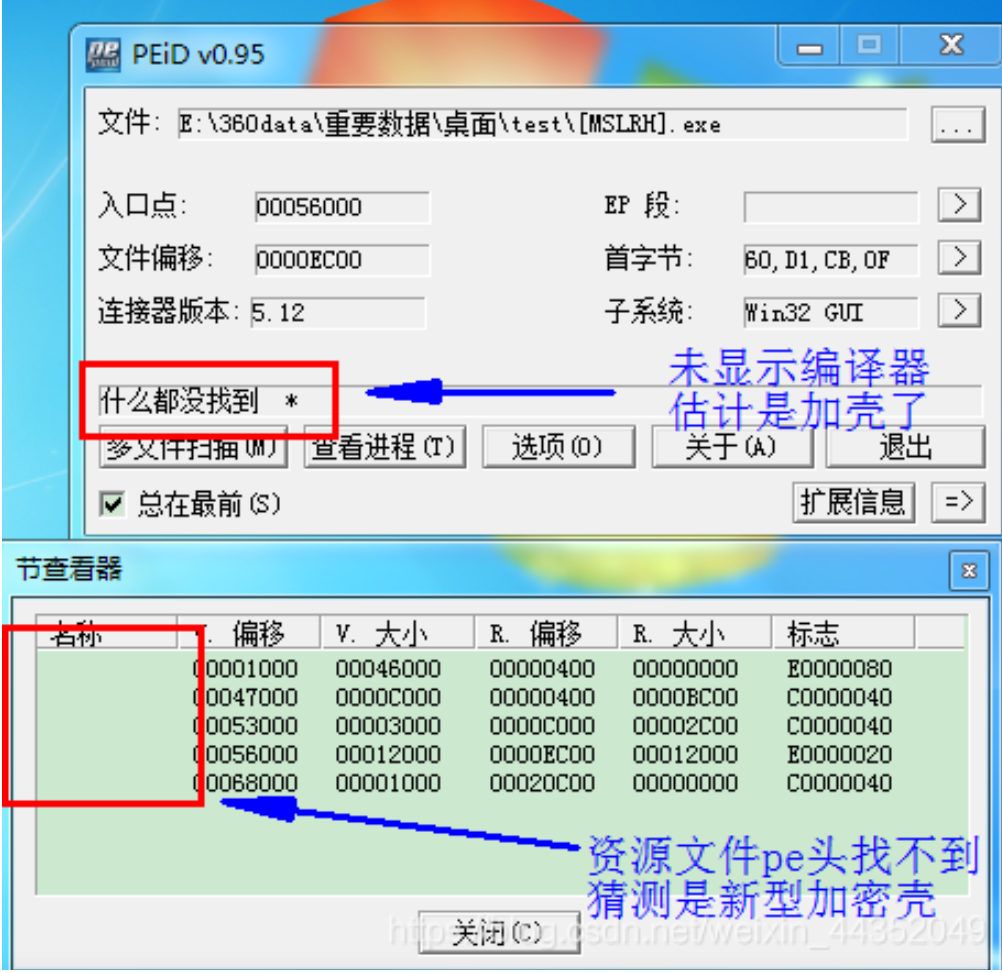 PEiD v0.95
文件: E:\360data\重要数据\桌面\test\[MSLRH].exe ...
入口点: 00056000 EP 段: >
文件偏移: 0000EC00 首字节: 60,D1,CB,0F >
连接器版本: 5.12 子系统: Win32 GUI >
未显示编译器
什么都没找到 *
估计是加壳了
多文件扫描(M) 查看进程(T) 选项(O) 关于(A) 退出
总在最前(S) 扩展信息 =>
节查看器
名称 V. 偏移 V. 大小 R. 偏移 R. 大小 标志
00001000 00046000 00000400 00000000 E0000080
00047000 0000C000 00000400 0000BC00 C0000040
00053000 00003000 0000C000 00002C00 C0000040
00056000 00012000 0000EC00 00012000 E0000020
00068000 00001000 00020C00 00000000 C0000040
资源文件pe头找不到
猜测是新型加密壳
关闭(C)
csdn.net/weixin_44352049